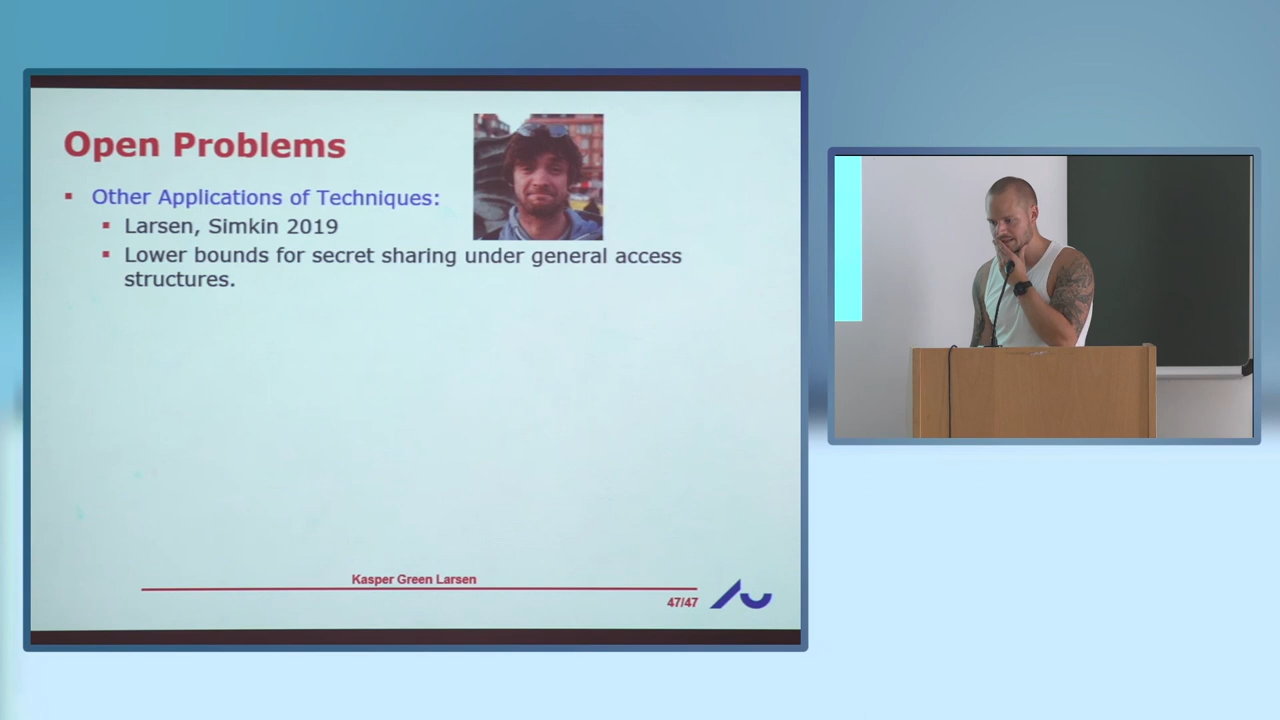 Open Problems
Other Applications of Techniques:
Larsen, Simkin 2019
Lower bounds for secret sharing under general access
structures.
Kasper Green Larsen
47/47